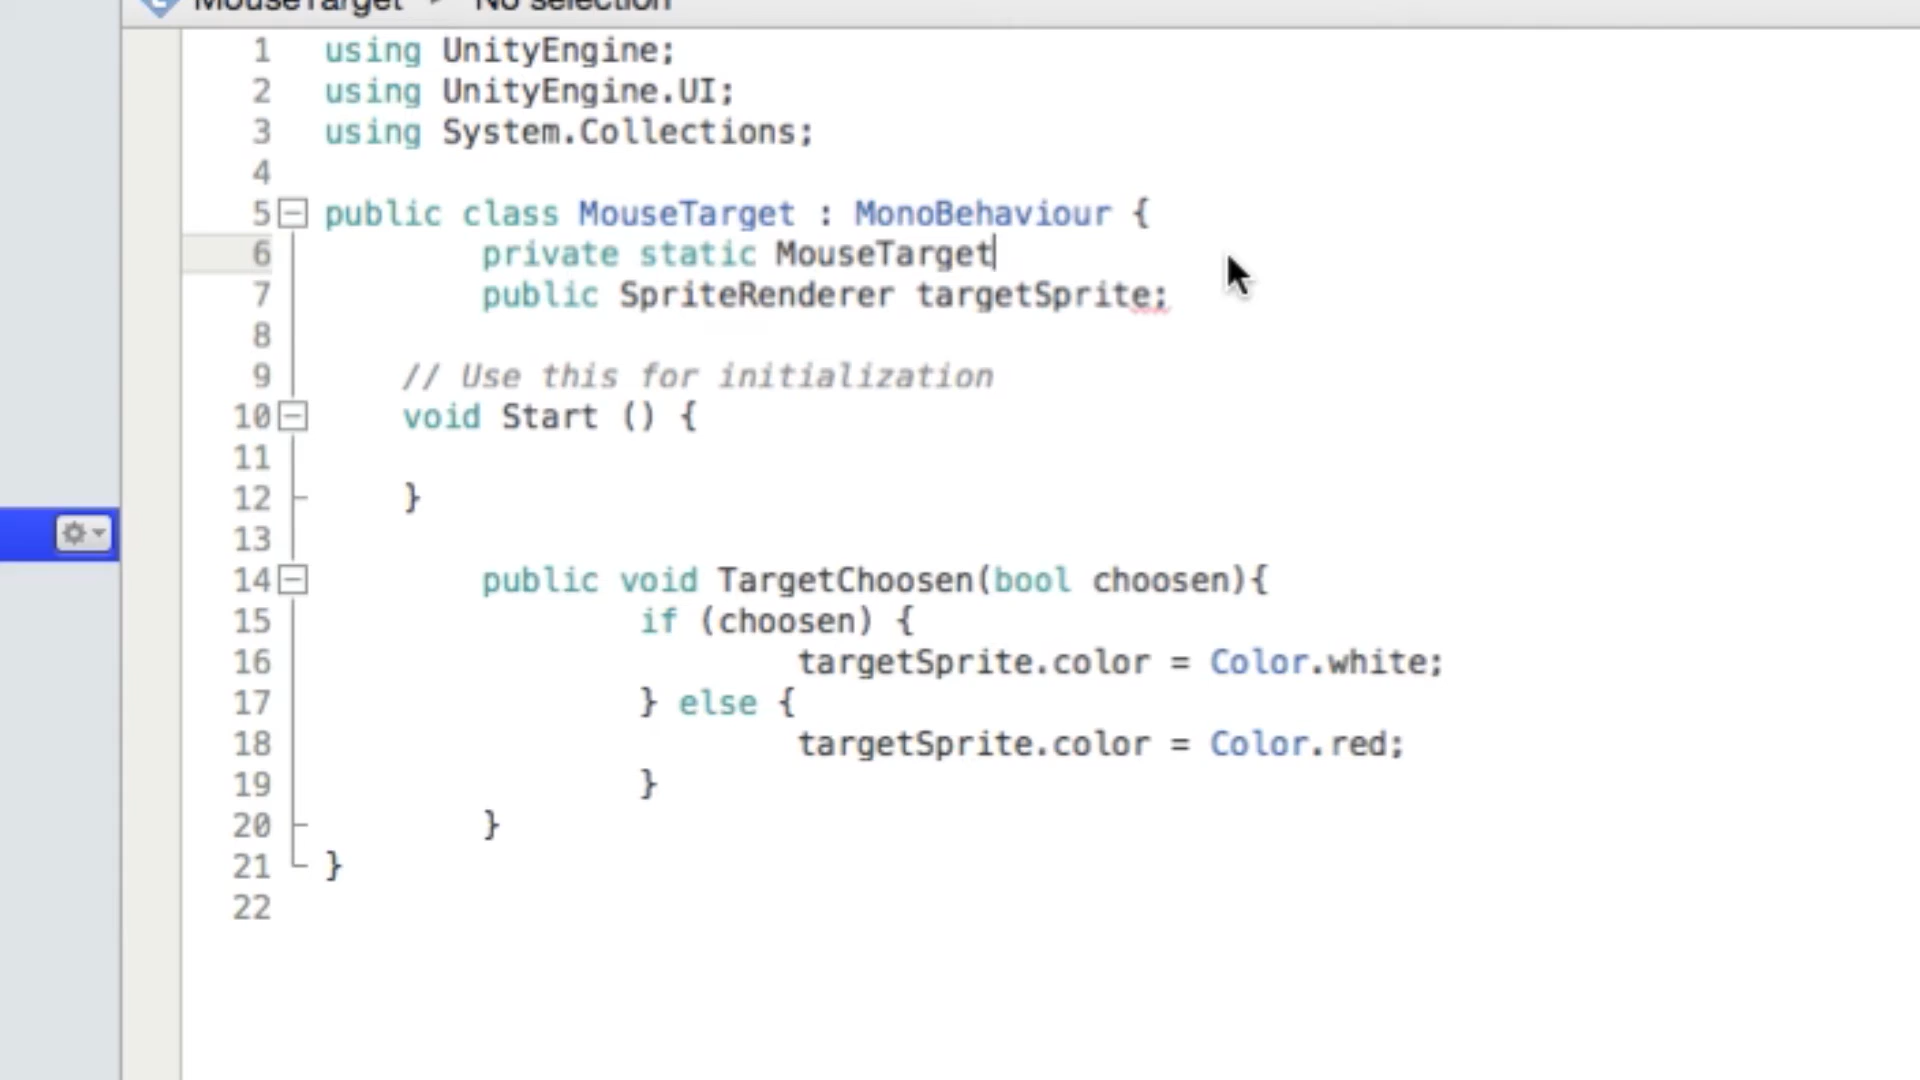 MouseTarget No selection
1 using UnityEngine;
2 using UnityEngine.UI;
3 using System.Collections;
4
5 public class MouseTarget : MonoBehaviour {
6 private static MouseTarget
7 public SpriteRenderer targetSprite;
8
9 // Use this for initialization
10 void Start () {
11
12 }
13
14 public void TargetChoosen(bool choosen){
15 if (choosen) {
16 targetSprite.color = Color.white;
17 } else {
18 targetSprite.color = Color.red;
19 }
20 }
21 }
22